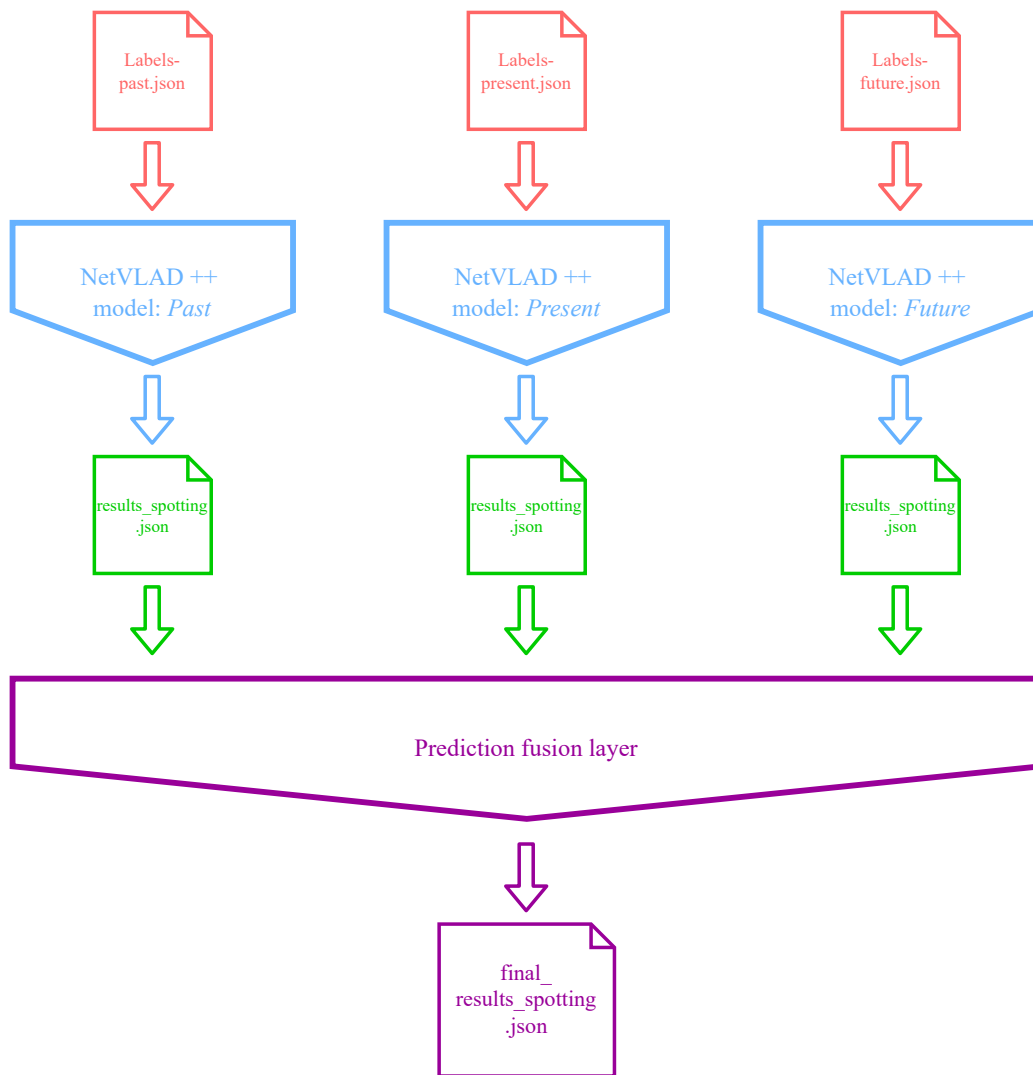 Labels-
past.json
Labels-
present.json
Labels-
future.json
NetVLAD ++
model: Past
NetVLAD ++
model: Present
NetVLAD ++
model: Future
results_spotting
.json
results_spotting
.json
results_spotting
.json
Prediction fusion layer
final_
results_spotting
.json